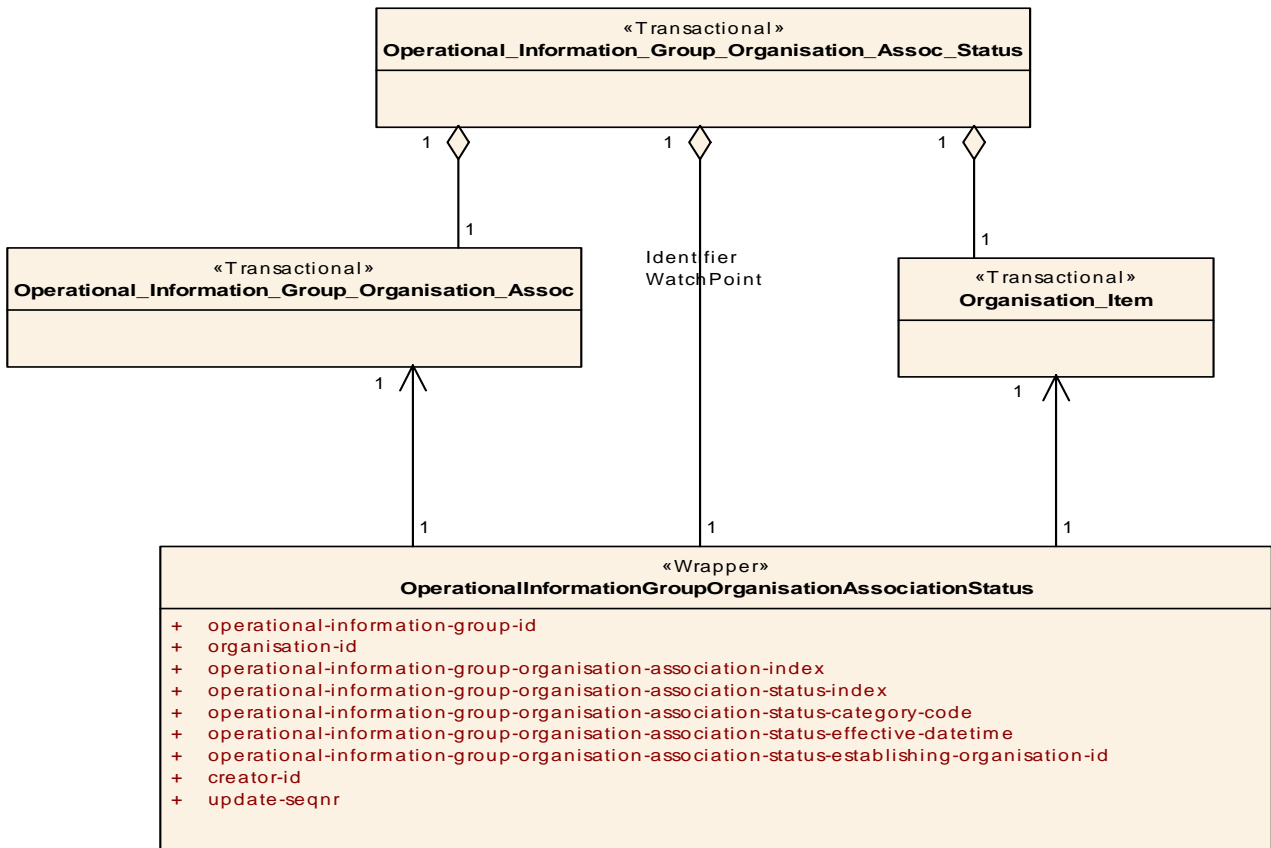 «Transactional»
Operational_Information_Group_Organisation_Assoc_Status
1
1
1
1
1
Identifier
WatchPoint
«Transactional»
Operational_Information_Group_Organisation_Assoc
«Transactional»
Organisation_Item
1
1
1
1
1
«Wrapper»
OperationalInformationGroupOrganisationAssociationStatus
+ operational-information-group-id
+ organisation-id
+ operational-information-group-organisation-association-index
+ operational-information-group-organisation-association-status-index
+ operational-information-group-organisation-association-status-category-code
+ operational-information-group-organisation-association-status-effective-datetime
+ operational-information-group-organisation-association-status-establishing-organisation-id
+ creator-id
+ update-seqnr